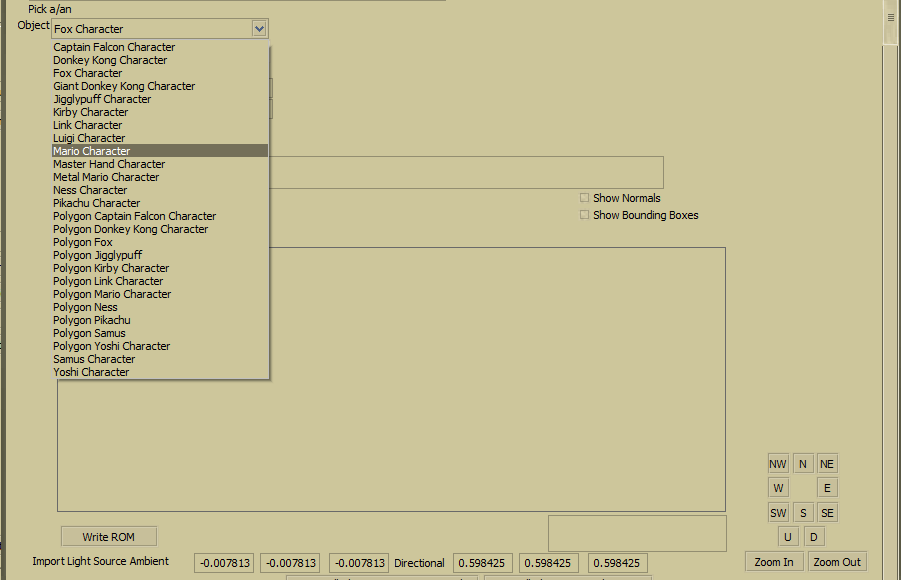 Pick a/an
Object
Fox Character
Captain Falcon Character
Donkey Kong Character
Fox Character
Giant Donkey Kong Character
Jigglypuff Character
Kirby Character
Link Character
Luigi Character
Mario Character
Master Hand Character
Metal Mario Character
Ness Character
Pikachu Character
Polygon Captain Falcon Character
Polygon Donkey Kong Character
Polygon Fox
Polygon Jigglypuff
Polygon Kirby Character
Polygon Link Character
Polygon Mario Character
Polygon Ness
Polygon Pikachu
Polygon Samus
Polygon Yoshi Character
Samus Character
Yoshi Character
Show Normals
Show Bounding Boxes
NW N NE
W E
SW S SE
U D
Zoom In Zoom Out
Write ROM
Import Light Source Ambient -0.007813 -0.007813 -0.007813 Directional 0.598425 0.598425 0.598425